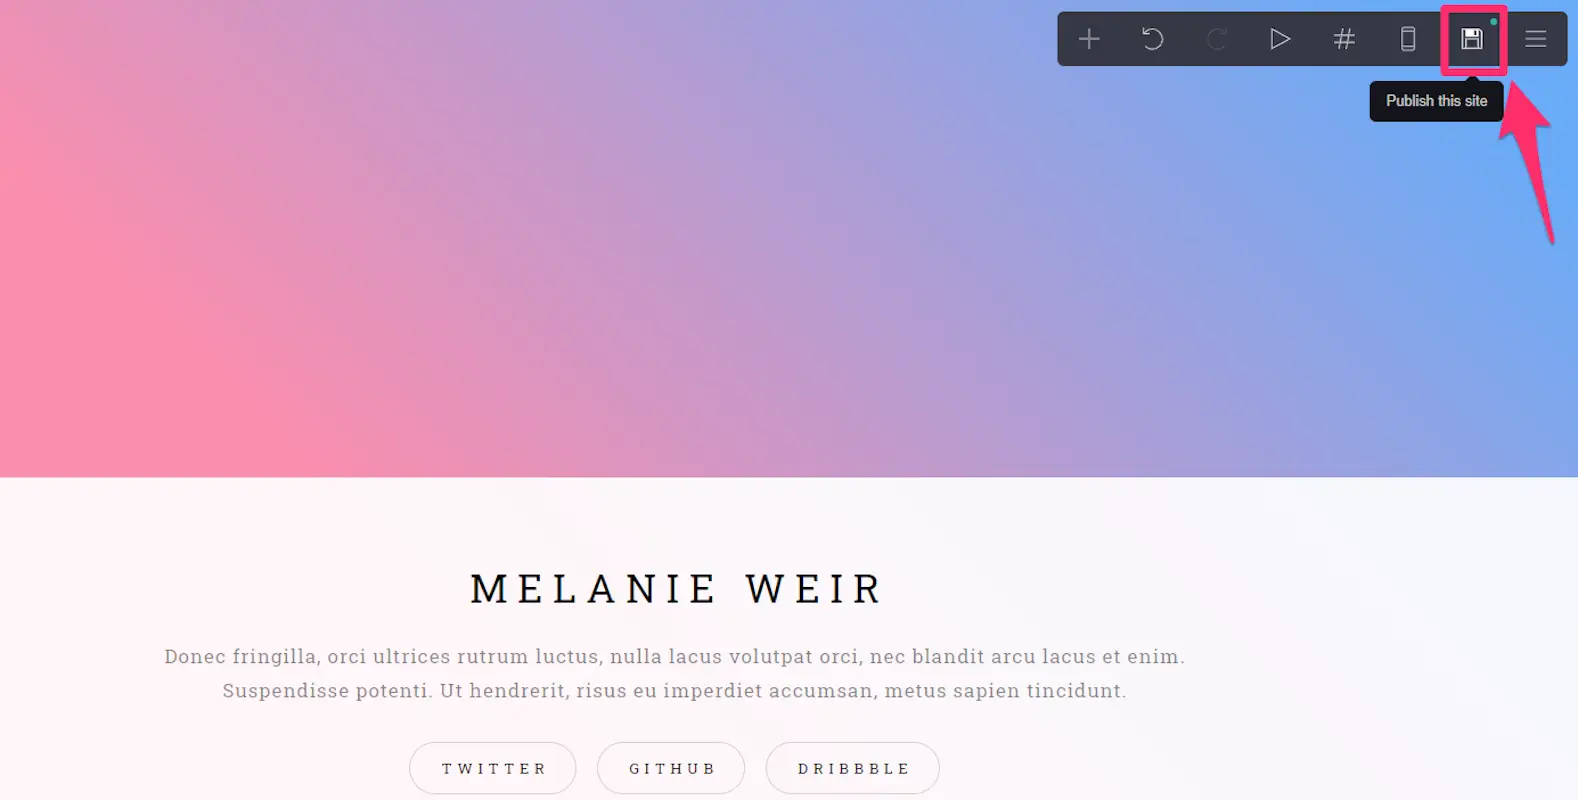 Publish this site
MELANIE WEIR
Donec fringilla, orci ultrices rutrum luctus, nulla lacus volutpat orci, nec blandit arcu lacus et enim.
Suspendisse potenti. Ut hendrerit, risus eu imperdiet accumsan, metus sapien tincidunt.
TWITTER
GITHUB
DRIBBBLE